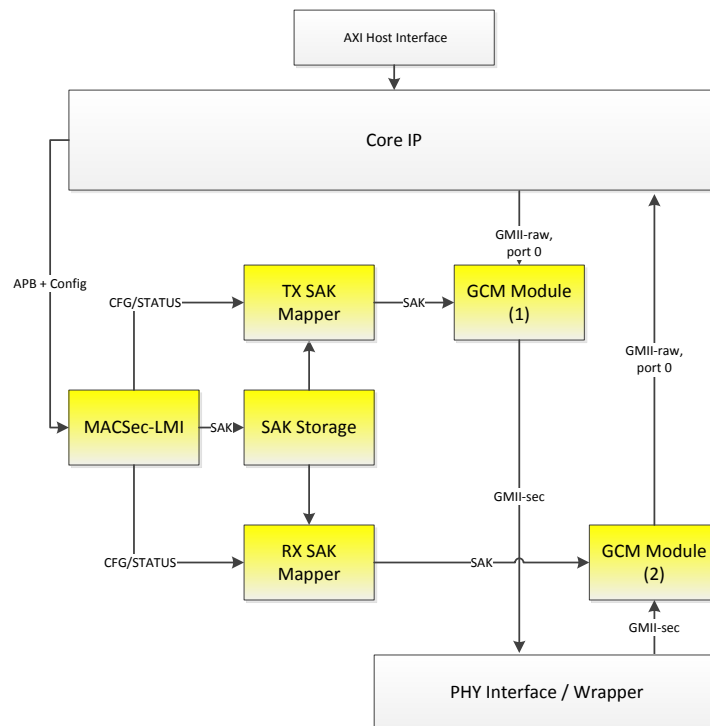 AXI Host Interface
Core IP
GMII-raw,
port 0
APB + Config
CFG/STATUS
TX SAK
Mapper
SAK
GCM Module
(1)
GMII-raw,
port 0
MACSec-LMI
SAK
SAK Storage
GMII-sec
CFG/STATUS
RX SAK
Mapper
SAK
GCM Module
(2)
GMII-sec
PHY Interface / Wrapper